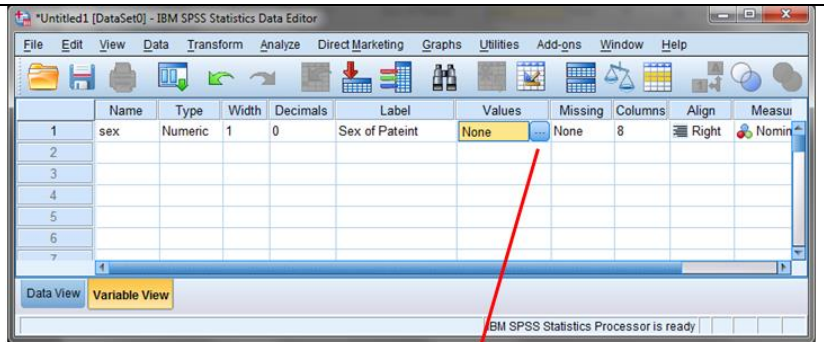 *Untitled1 [DataSet0] - IBM SPSS Statistics Data Editor
File Edit View Data Transform Analyze Direct Marketing Graphs Utilities Add-ons Window Help
Name Type Width Decimals Label Values Missing Columns Align Measur
1 sex Numeric 1 0 Sex of Pateint None ... None 8 Right Nomin
2
3
4
5
6
7
Data View Variable View
IBM SPSS Statistics Processor is ready